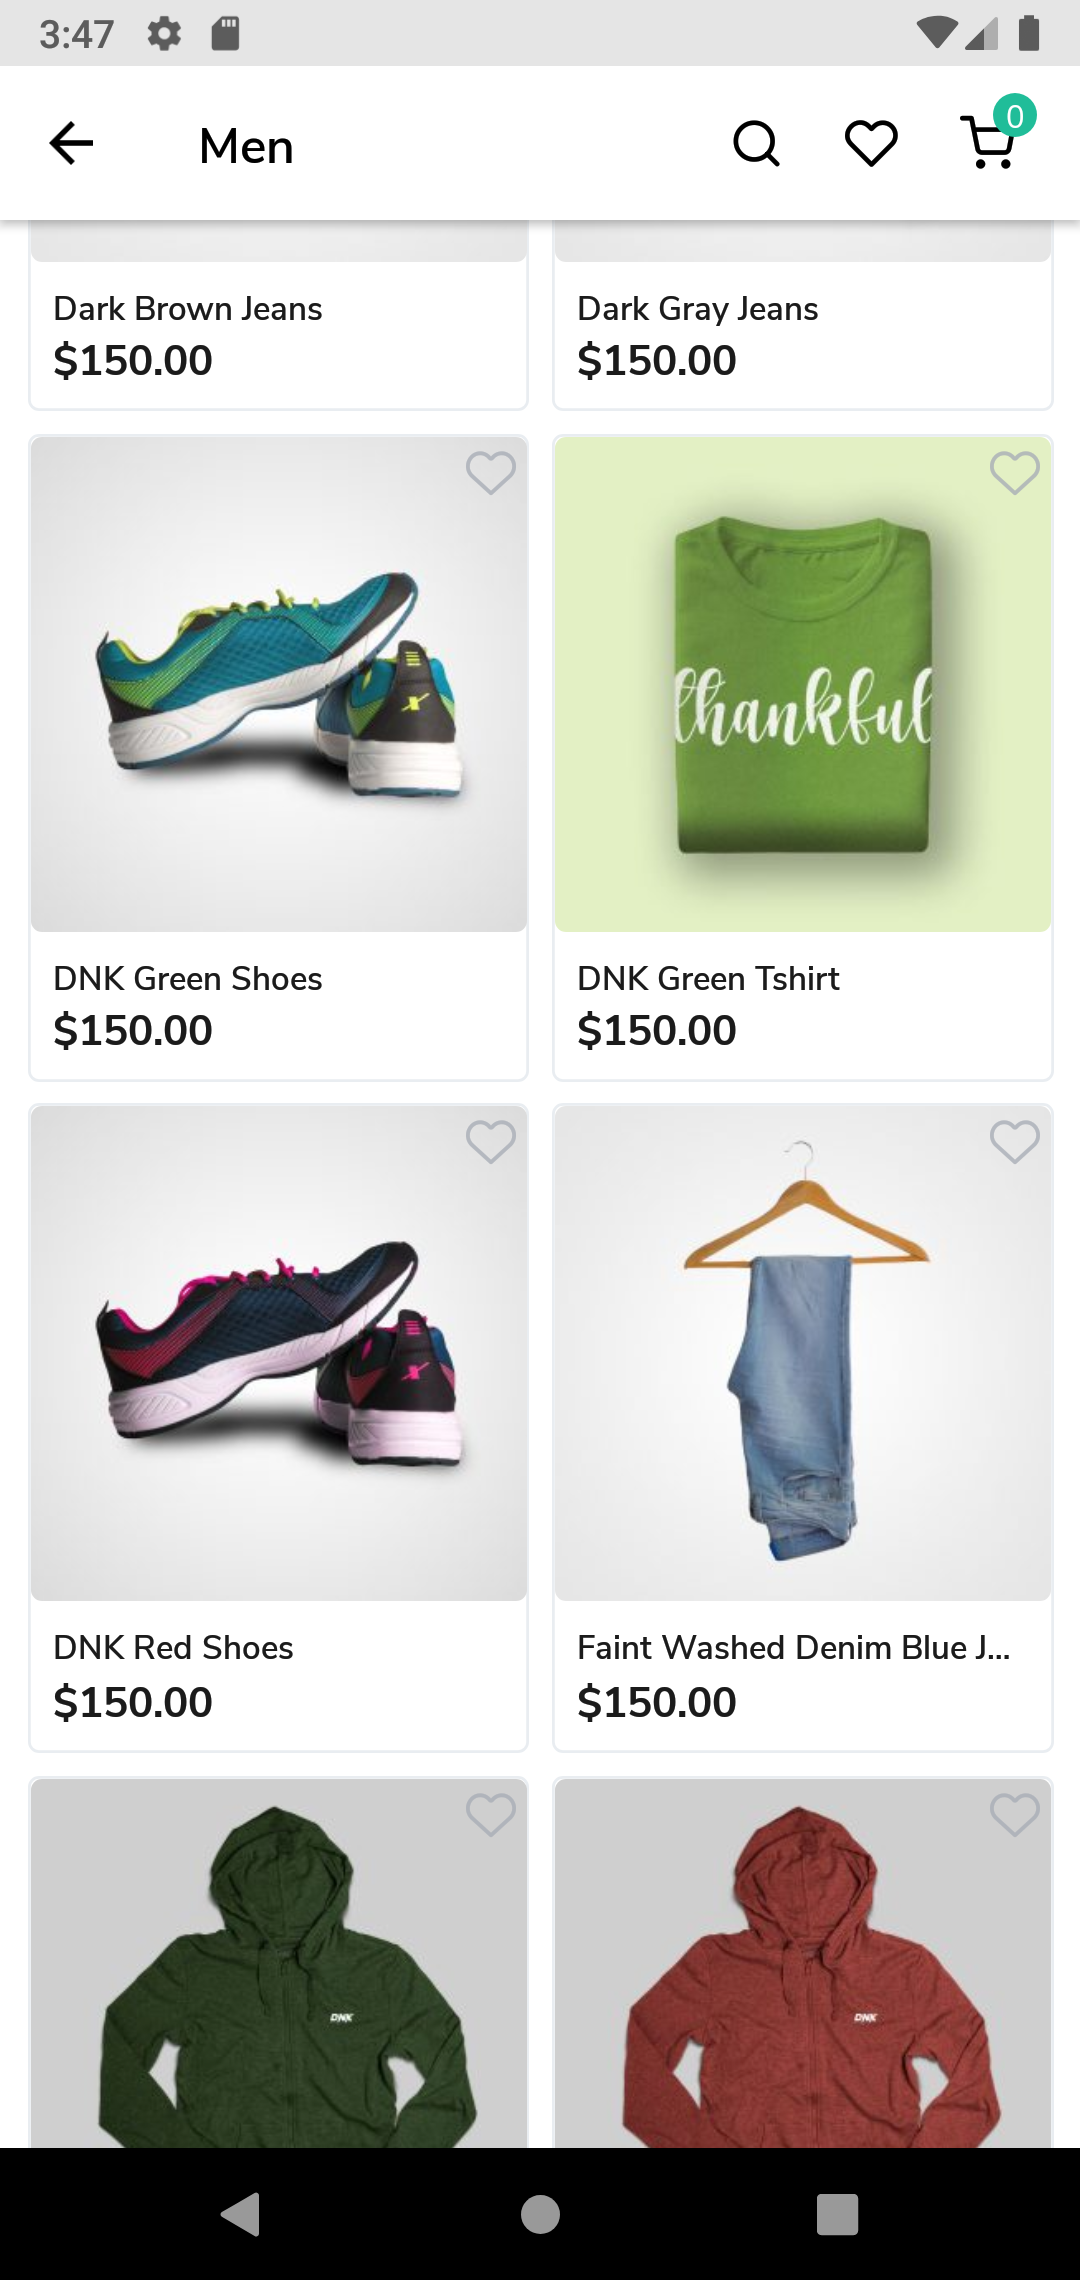 3:47
Men
0
Dark Brown Jeans
$150.00
Dark Gray Jeans
$150.00
thankful
DNK Green Shoes
$150.00
DNK Green Tshirt
$150.00
DNK Red Shoes
$150.00
Faint Washed Denim Blue J...
$150.00
DNK
DNK